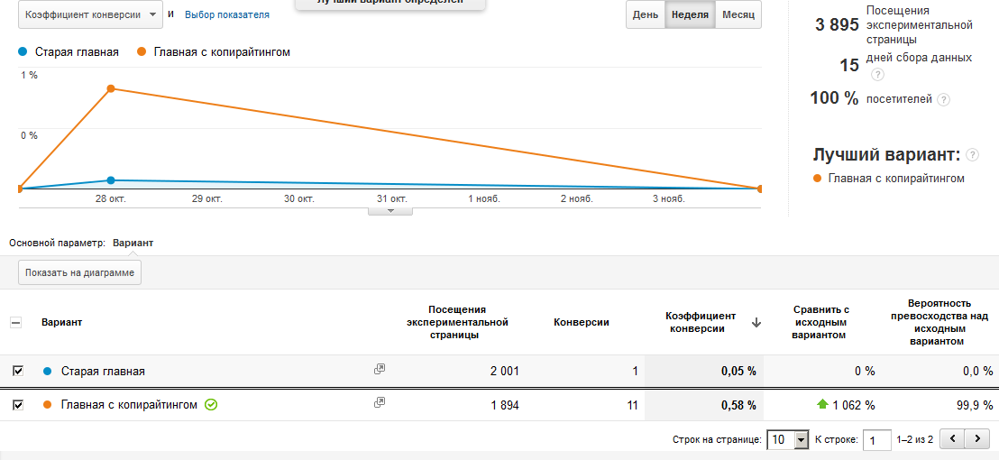 Лучший вариант определен
Коэффициент конверсии и Выбор показателя
День Неделя Месяц
Старая главная Главная с копирайтингом
1 %
0 %
28 окт. 29 окт. 30 окт. 31 окт. 1 нояб. 2 нояб. 3 нояб.
3 895 Посещения
экспериментальной
страницы
15 дней сбора данных
?
100 % посетителей ?
Лучший вариант: ?
Главная с копирайтингом
Основной параметр: Вариант
Показать на диаграмме
Вариант
Посещения
экспериментальной
страницы
Конверсии
Коэффициент
конверсии
Сравнить с
исходным
вариантом
Вероятность
превосходства над
исходным
вариантом
Старая главная 2 001 1 0,05 % 0 % 0,0 %
Главная с копирайтингом 1 894 11 0,58 % 1 062 % 99,9 %
Строк на странице: 10 К строке: 1 1–2 из 2